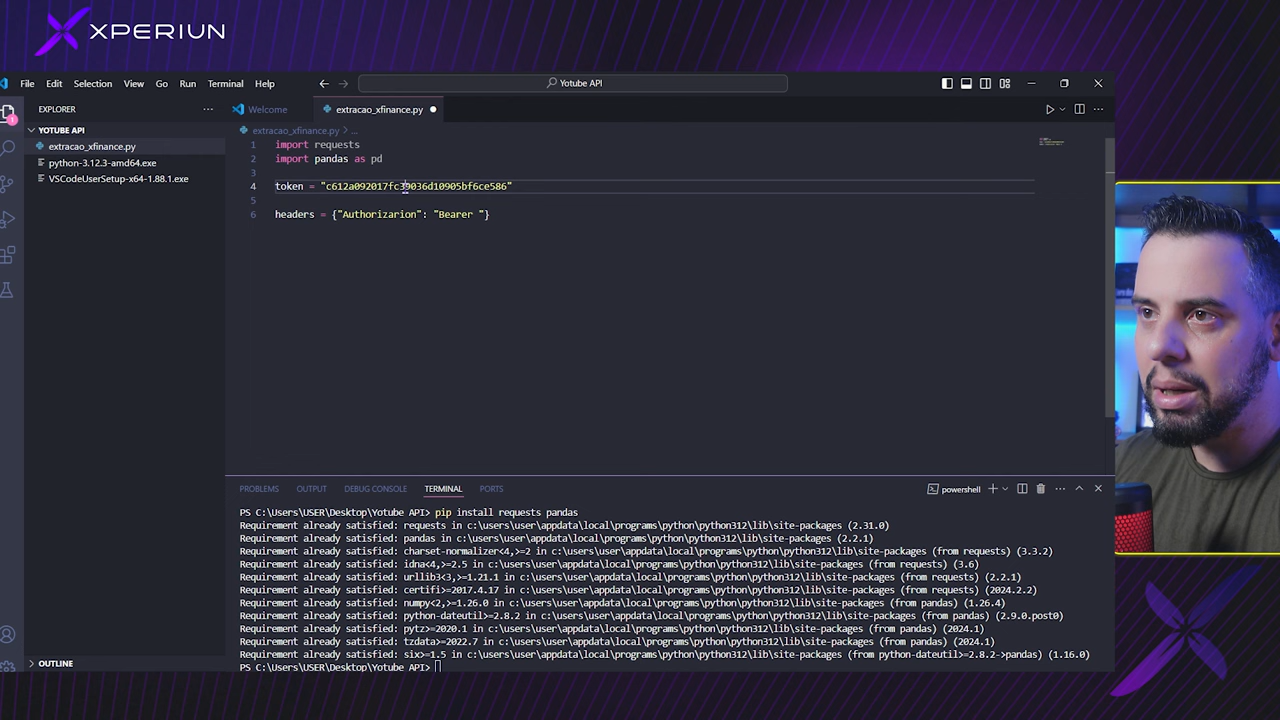 XPERIUN
File Edit Selection View Go Run Terminal Help
Yotube API
EXPLORER
Welcome
extracao_xfinance.py
YOTUBE API
extracao_xfinance.py
python-3.12.3-amd64.exe
VSCodeUserSetup-x64-1.88.1.exe
OUTLINE
extracao_xfinance.py > ...
1 import requests
2 import pandas as pd
3
4 token = "c612a092017fc39036d10905bf6ce586"
5
6 headers = {"Authorizarion": "Bearer "}
PROBLEMS OUTPUT DEBUG CONSOLE TERMINAL PORTS
powershell
PS C:\Users\USER\Desktop\Yotube API> pip install requests pandas
Requirement already satisfied: requests in c:\users\user\appdata\local\programs\python\python312\lib\site-packages (2.31.0)
Requirement already satisfied: pandas in c:\users\user\appdata\local\programs\python\python312\lib\site-packages (2.2.1)
Requirement already satisfied: charset-normalizer<4,>=2 in c:\users\user\appdata\local\programs\python\python312\lib\site-packages (from requests) (3.3.2)
Requirement already satisfied: idna<4,>=2.5 in c:\users\user\appdata\local\programs\python\python312\lib\site-packages (from requests) (3.6)
Requirement already satisfied: urllib3<3,>=1.21.1 in c:\users\user\appdata\local\programs\python\python312\lib\site-packages (from requests) (2.2.1)
Requirement already satisfied: certifi>=2017.4.17 in c:\users\user\appdata\local\programs\python\python312\lib\site-packages (from requests) (2024.2.2)
Requirement already satisfied: numpy<2,>=1.26.0 in c:\users\user\appdata\local\programs\python\python312\lib\site-packages (from pandas) (1.26.4)
Requirement already satisfied: python-dateutil>=2.8.2 in c:\users\user\appdata\local\programs\python\python312\lib\site-packages (from pandas) (2.9.0.post0)
Requirement already satisfied: pytz>=2020.1 in c:\users\user\appdata\local\programs\python\python312\lib\site-packages (from pandas) (2024.1)
Requirement already satisfied: tzdata>=2022.7 in c:\users\user\appdata\local\programs\python\python312\lib\site-packages (from pandas) (2024.1)
Requirement already satisfied: six>=1.5 in c:\users\user\appdata\local\programs\python\python312\lib\site-packages (from python-dateutil>=2.8.2->pandas) (1.16.0)
PS C:\Users\USER\Desktop\Yotube API>